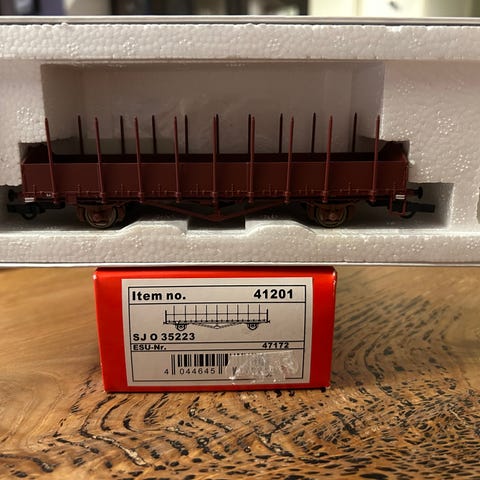 Item no. 41201
SJ O 35223
ESU-Nr. 47172
4 044645